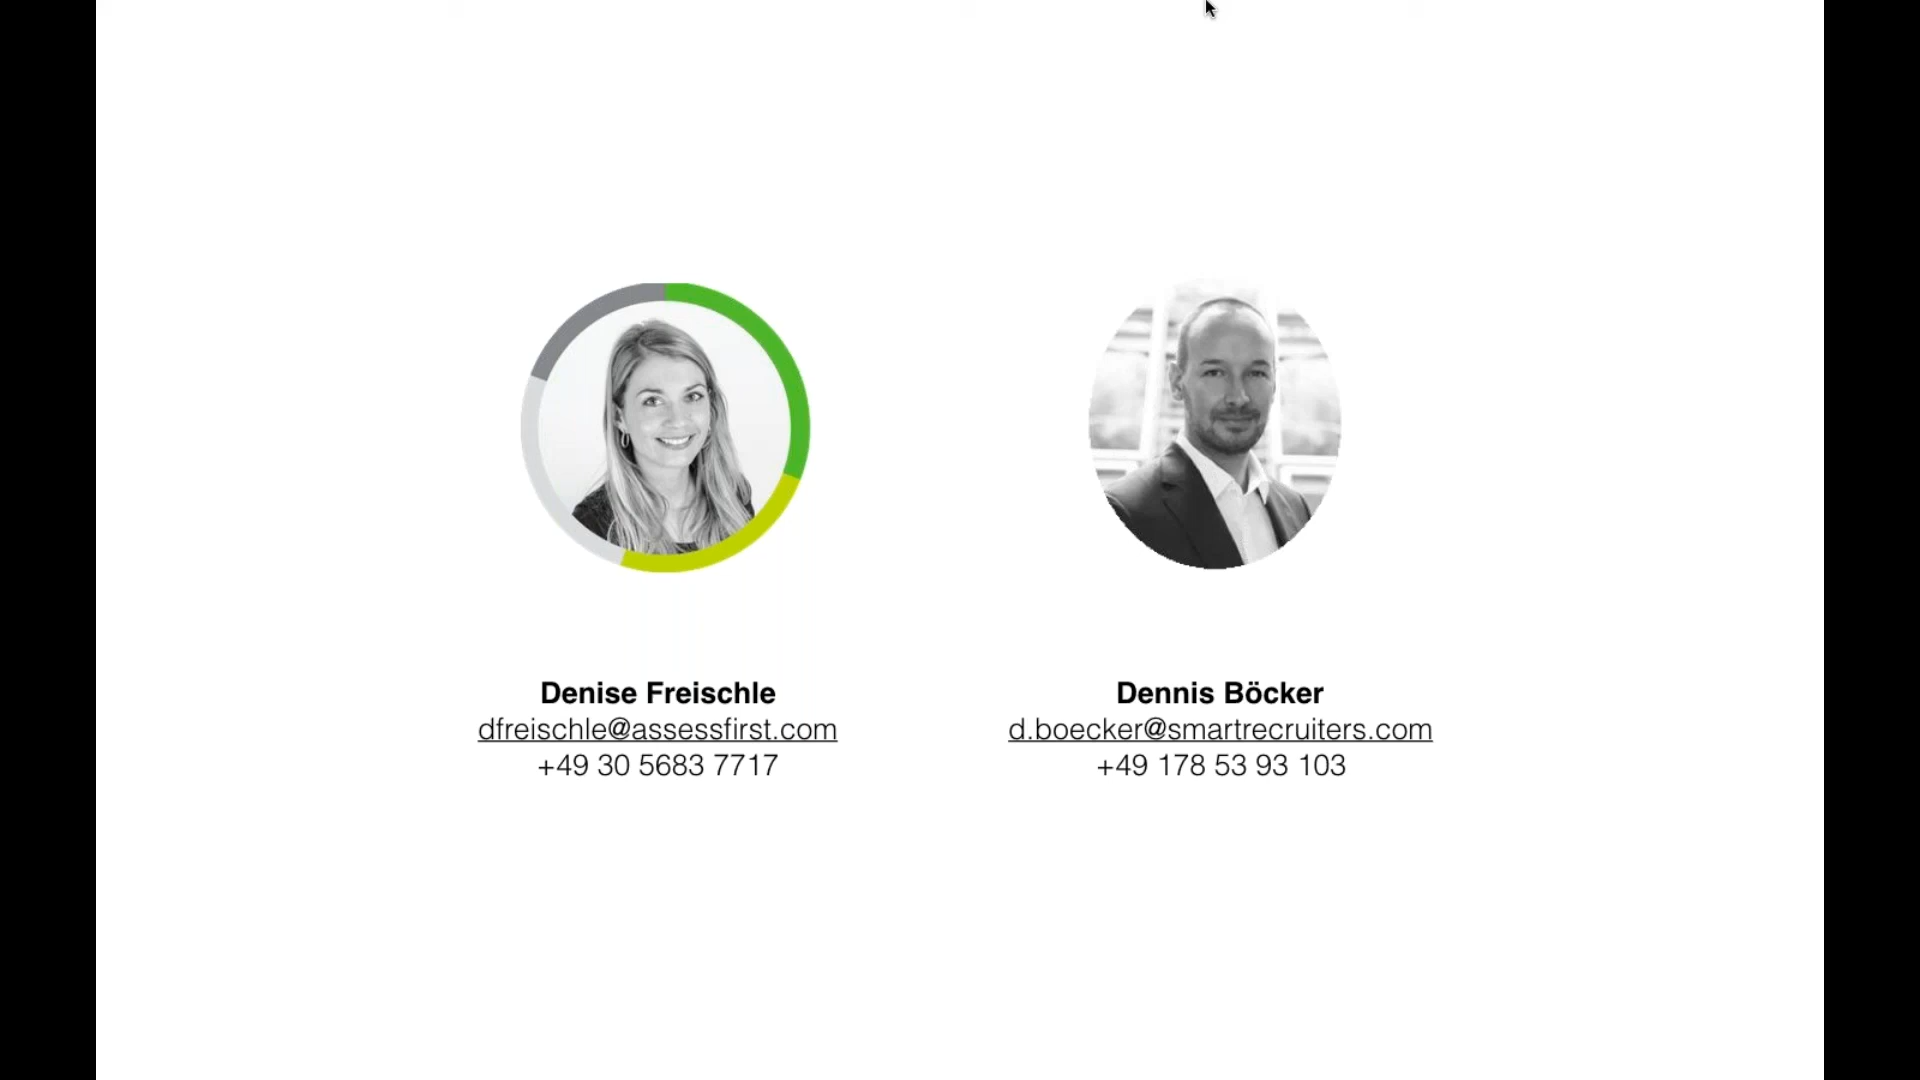 Denise Freischle
dfreischle@assessfirst.com
+49 30 5683 7717
Dennis Böcker
d.boecker@smartrecruiters.com
+49 178 53 93 103